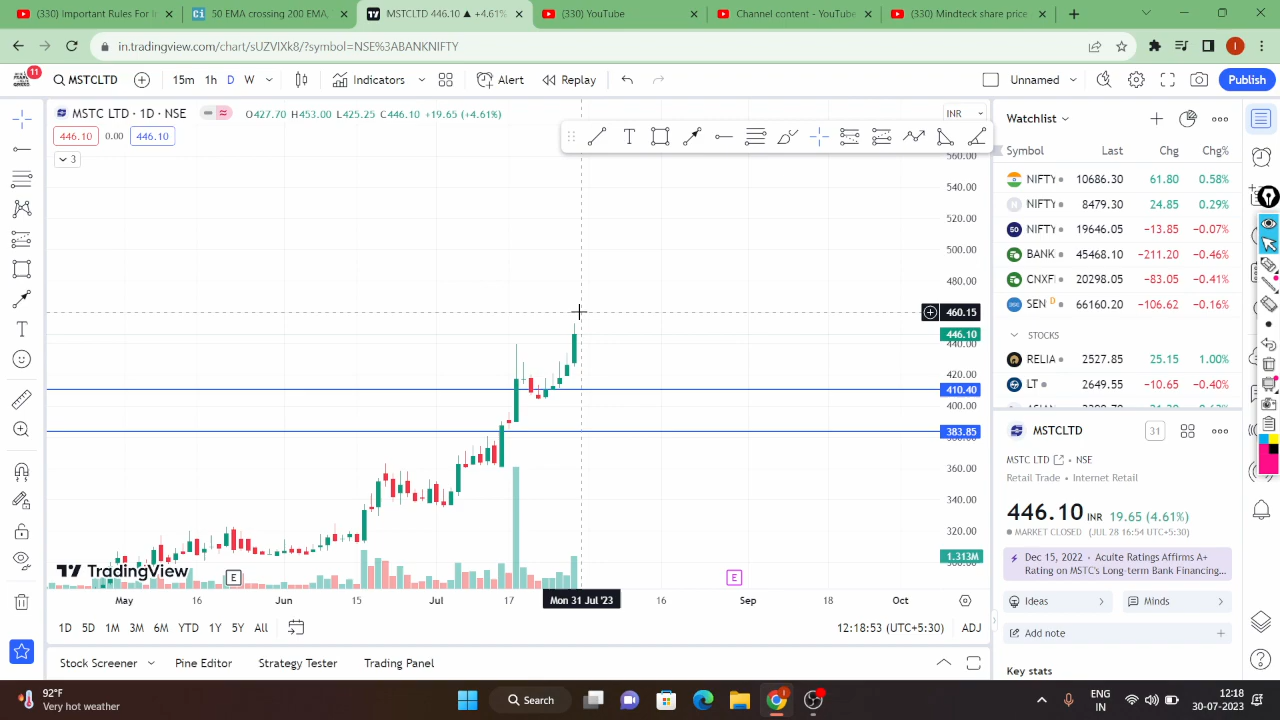 (330) Important Rules For I
50 EMA crossing 200 EMA,
MSTCLTD 446.10 ▲ +4.61%
(330) YouTube
Channel content - YouTube
(330) Mindteck share price
in.tradingview.com/chart/sUZVIXk8/?symbol=NSE%3ABANKNIFTY
11
MSTCLTD
15m 1h D W
Indicators
Alert
Replay
Unnamed
Publish
MSTC LTD · 1D · NSE
O427.70 H453.00 L425.25 C446.10 +19.65 (+4.61%)
INR
446.10 0.00 446.10
3
560.00
540.00
520.00
500.00
480.00
460.15
446.10
440.00
420.00
410.40
400.00
383.85
360.00
340.00
320.00
1.313M
TradingView
E
E
May 16 Jun 15 Jul 17 Mon 31 Jul '23 16 Sep 18 Oct
1D 5D 1M 3M 6M YTD 1Y 5Y All
12:18:53 (UTC+5:30) ADJ
Stock Screener Pine Editor Strategy Tester Trading Panel
Watchlist
Symbol Last Chg Chg%
NIFTY 10686.30 61.80 0.58%
NIFTY 8479.30 24.85 0.29%
NIFTY 19646.05 −13.85 −0.07%
BANK 45468.10 −211.20 −0.46%
CNXF 20298.05 −83.05 −0.41%
SEN D 66160.20 −106.62 −0.16%
STOCKS
RELIA 2527.85 25.15 1.00%
LT 2649.55 −10.65 −0.40%
MSTCLTD
31
MSTC LTD • NSE
Retail Trade • Internet Retail
446.10 INR 19.65 (4.61%)
MARKET CLOSED (JUL 28 16:54 UTC+5:30)
Dec 15, 2022 • Acuite Ratings Affirms A+
Rating on MSTC's Long-term Bank Financing...
Ideas
Minds
Add note
Key stats
92°F
Very hot weather
Search
ENG
IN
12:18
30-07-2023